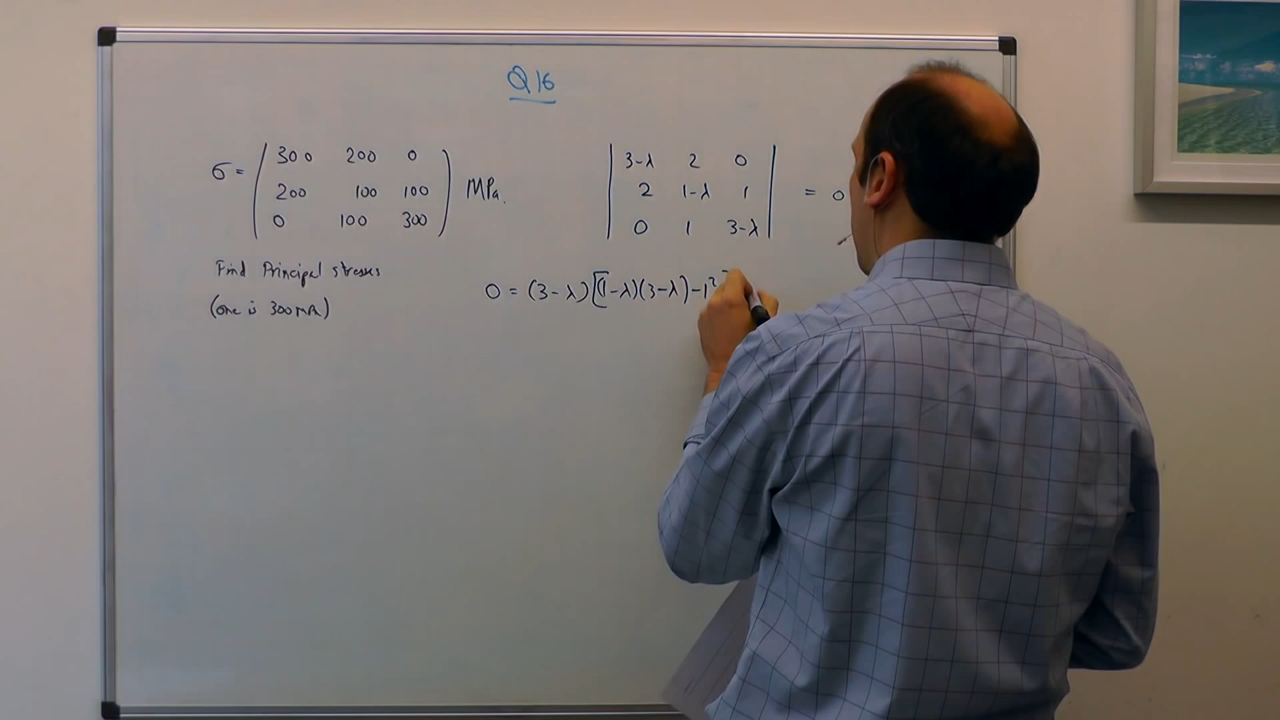 Q16
σ = ( 300 200 0
200 100 100
0 100 300 ) MPa.
Find Principal stresses
(one is 300 MPa)
| 3-λ 2 0 |
| 2 1-λ 1 | = 0
| 0 1 3-λ |
0 = (3-λ)[(1-λ)(3-λ)-1²]